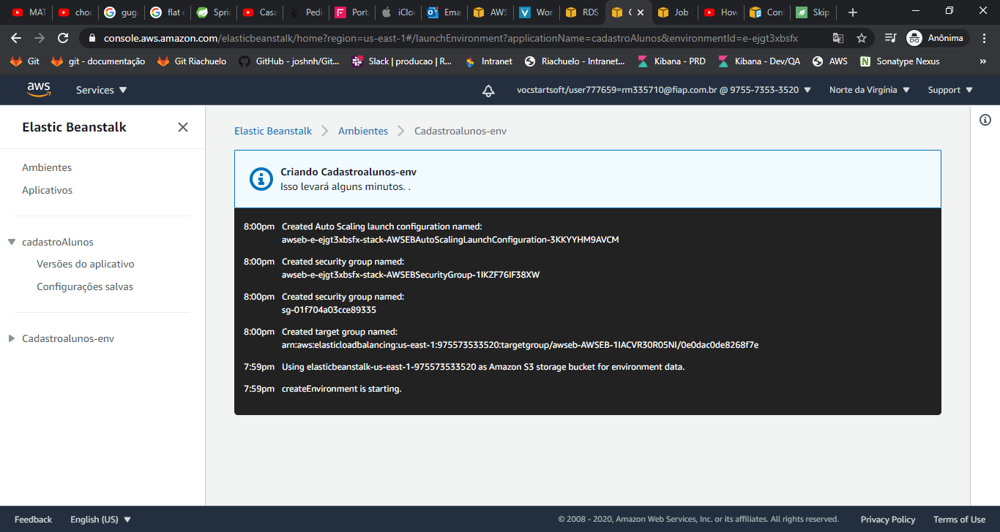 MAT
choc
guga
flat e
Sprin
Casa
Pedi
Porta
iClou
Ema
AWS
Wor
RDS
Job
How
Con
Skip
console.aws.amazon.com/elasticbeanstalk/home?region=us-east-1#/launchEnvironment?applicationName=cadastroAlunos&environmentId=e-ejgt3xbsfx
Anônima
Git
git - documentação
Git Riachuelo
GitHub - joshnh/Git...
Slack | producao | R...
Intranet
Riachuelo - Intranet...
Kibana - PRD
Kibana - Dev/QA
AWS
Sonatype Nexus
»
aws
Services
vocstartsoft/user777659=rm335710@fiap.com.br @ 9755-7353-3520
Norte da Virgínia
Support
Elastic Beanstalk
Ambientes
Aplicativos
cadastroAlunos
Versões do aplicativo
Configurações salvas
Cadastroalunos-env
Elastic Beanstalk > Ambientes > Cadastroalunos-env
Criando Cadastroalunos-env
Isso levará alguns minutos. .
8:00pm Created Auto Scaling launch configuration named:
awseb-e-ejgt3xbsfx-stack-AWSEBAutoScalingLaunchConfiguration-3KKYYHM9AVCM
8:00pm Created security group named:
awseb-e-ejgt3xbsfx-stack-AWSEBSecurityGroup-1IKZF76IF38XW
8:00pm Created security group named:
sg-01f704a03cce89335
8:00pm Created target group named:
arn:aws:elasticloadbalancing:us-east-1:975573533520:targetgroup/awseb-AWSEB-1IACVR30R05NI/0e0dac0de8268f7e
7:59pm Using elasticbeanstalk-us-east-1-975573533520 as Amazon S3 storage bucket for environment data.
7:59pm createEnvironment is starting.
Feedback
English (US)
© 2008 - 2020, Amazon Web Services, Inc. or its affiliates. All rights reserved.
Privacy Policy
Terms of Use